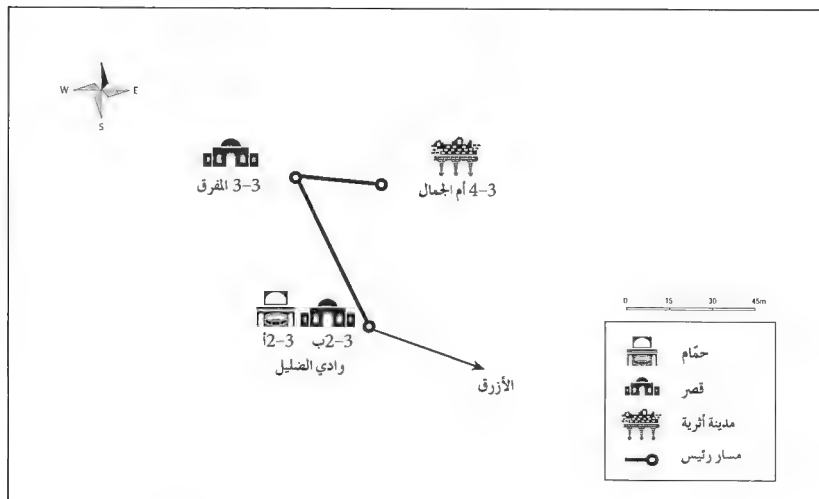 W E
S
3-3 المفرق
4-3 أم الجمال
3-2أ
3-2ب
وادي الضليل
الأزرق
0 15 30 45m
حمّام
قصر
مدينة أثرية
مسار رئيس